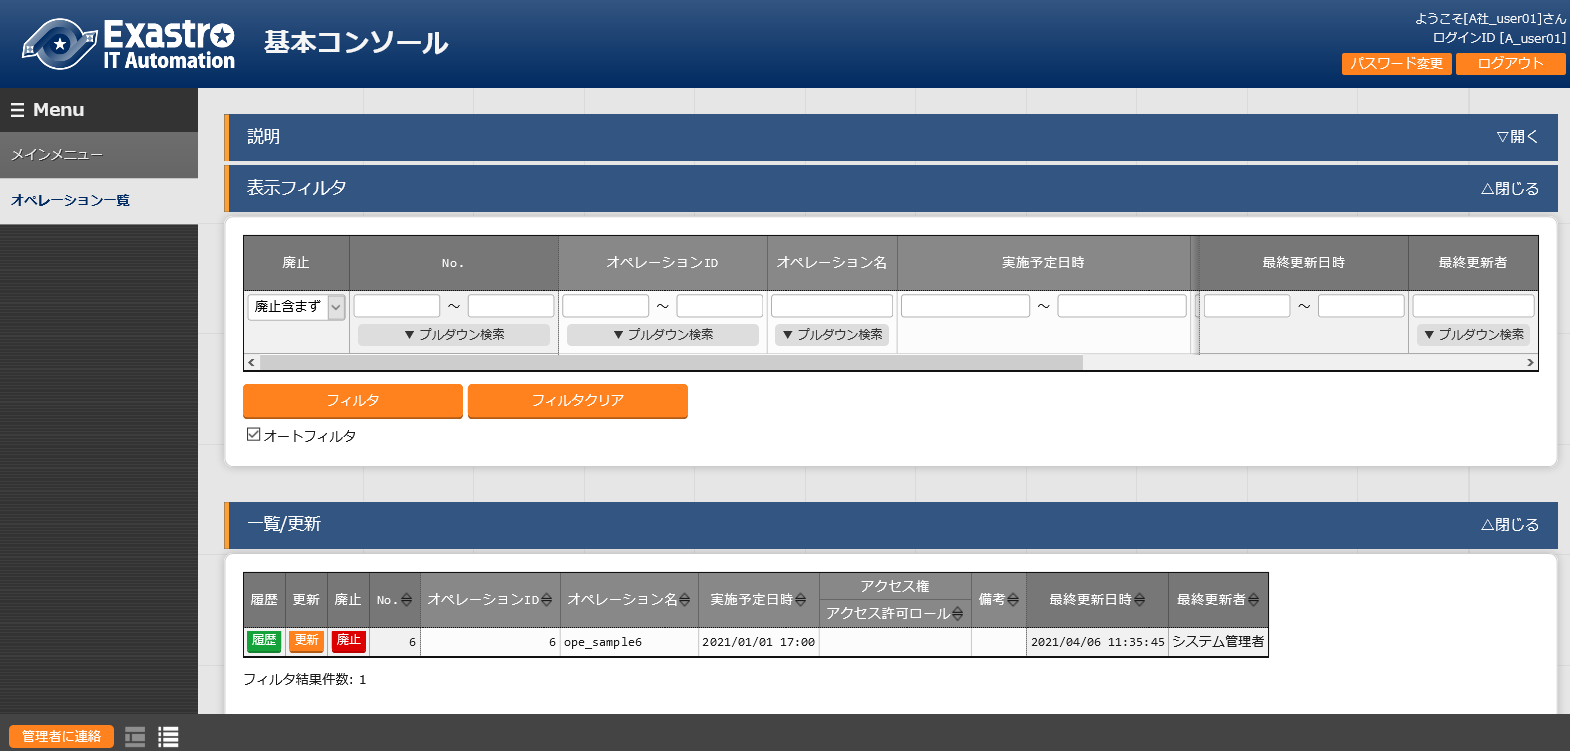 Exastro
IT Automation
基本コンソール
ようこそ[A社_user01]さん
ログインID [A_user01]
パスワード変更 ログアウト
Menu
メインメニュー
オペレーション一覧
説明 ▽開く
表示フィルタ △閉じる
廃止 No. オペレーションID オペレーション名 実施予定日時 最終更新日時 最終更新者
廃止含まず ～ ～ ～ ～
▼ プルダウン検索 ▼ プルダウン検索 ▼ プルダウン検索 ▼ プルダウン検索
フィルタ フィルタクリア
オートフィルタ
一覧/更新 △閉じる
履歴 更新 廃止 No. オペレーションID オペレーション名 実施予定日時 アクセス権 備考 最終更新日時 最終更新者
アクセス許可ロール
履歴 更新 廃止 6 6 ope_sample6 2021/01/01 17:00 2021/04/06 11:35:45 システム管理者
フィルタ結果件数: 1
管理者に連絡